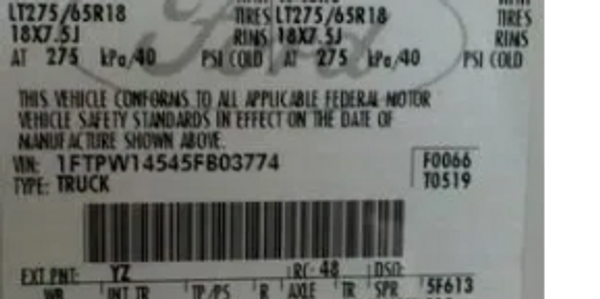 LT275/65R18 TIRES LT275/65R18 TIRES
18X7.5J RIMS 18X7.5J RIMS
AT 275 kPa/40 PSI COLD AT 275 kPa/40 PSI COLD
Ford
THIS VEHICLE CONFORMS TO ALL APPLICABLE FEDERAL MOTOR
VEHICLE SAFETY STANDARDS IN EFFECT ON THE DATE OF
MANUFACTURE SHOWN ABOVE.
VIN: 1FTPW14545FB03774 F0066
TYPE: TRUCK T0519
EXT PNT: YZ RC: 48 DSO:
WB INT TR TP/PS R AXLE TR SPR 5F613